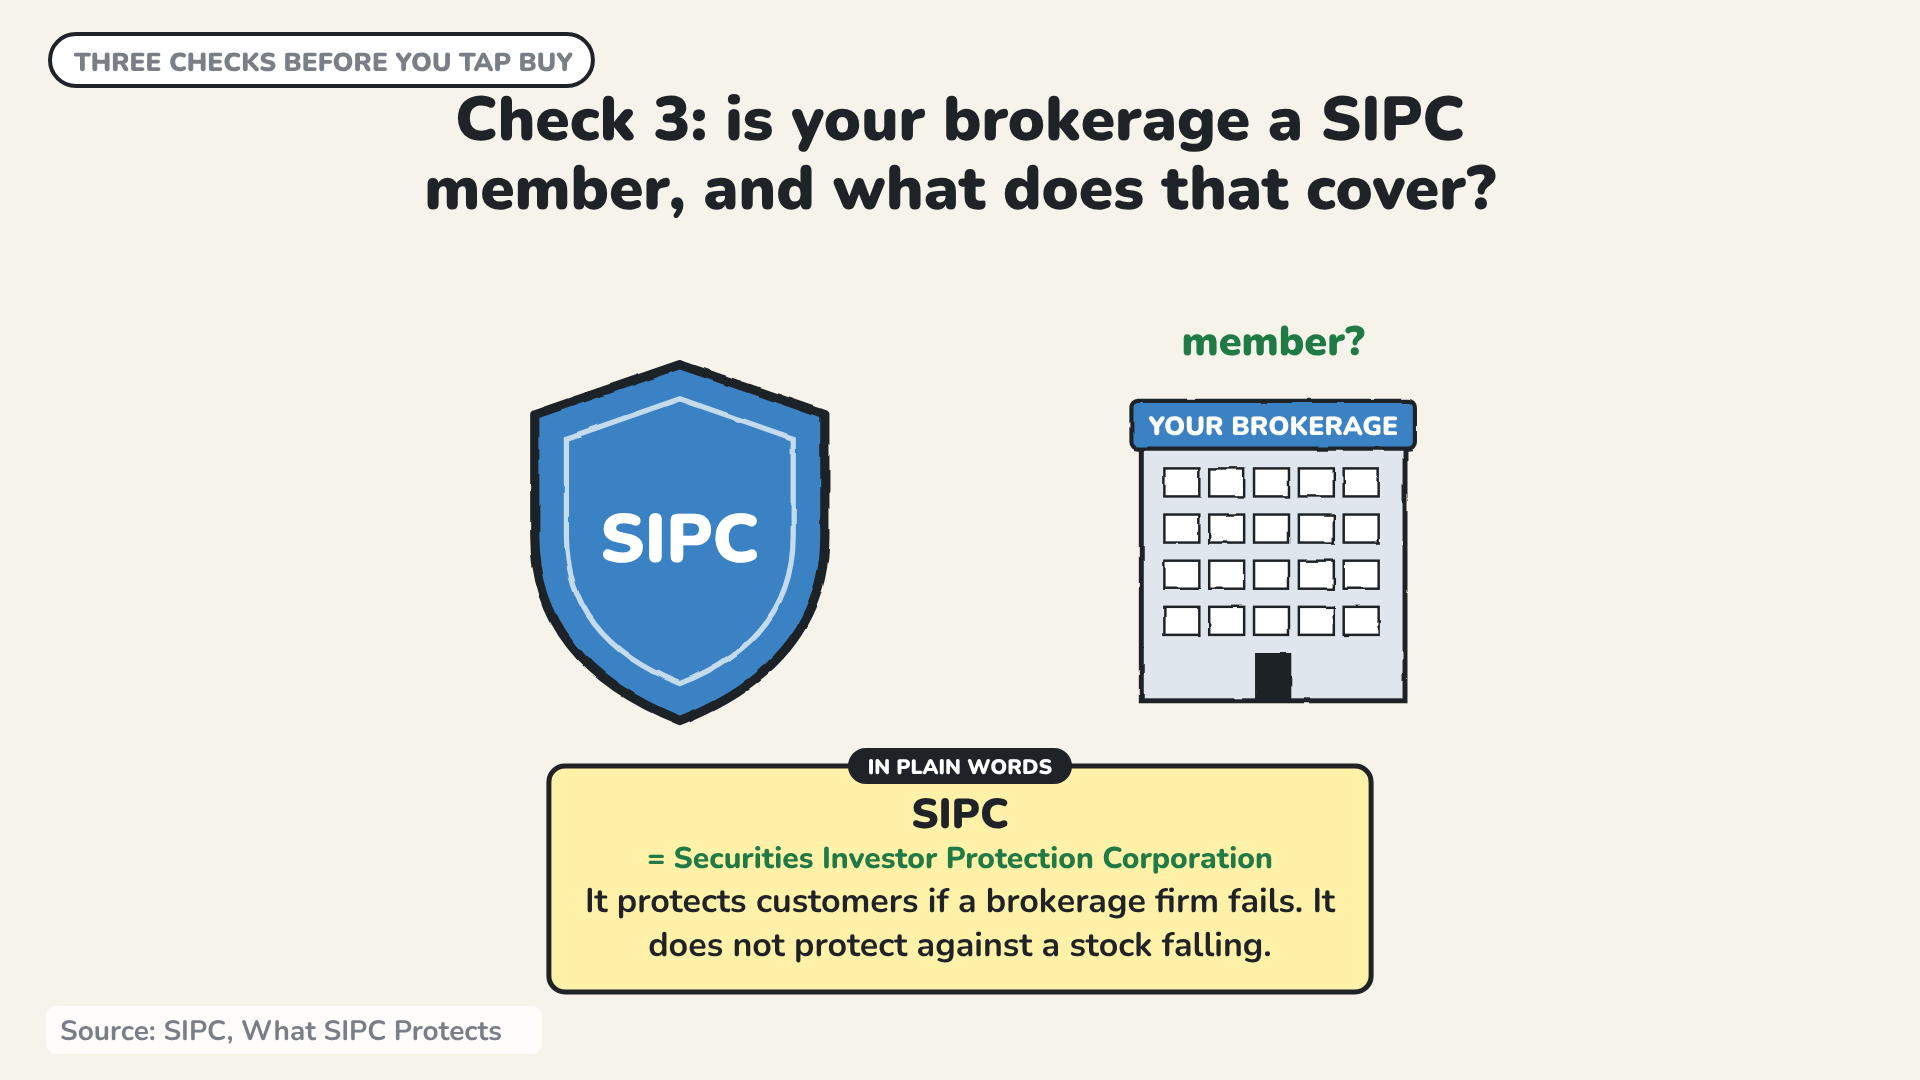 THREE CHECKS BEFORE YOU TAP BUY
Check 3: is your brokerage a SIPC
member, and what does that cover?
member?
YOUR BROKERAGE
SIPC
IN PLAIN WORDS
SIPC
= Securities Investor Protection Corporation
It protects customers if a brokerage firm fails. It
does not protect against a stock falling.
Source: SIPC, What SIPC Protects